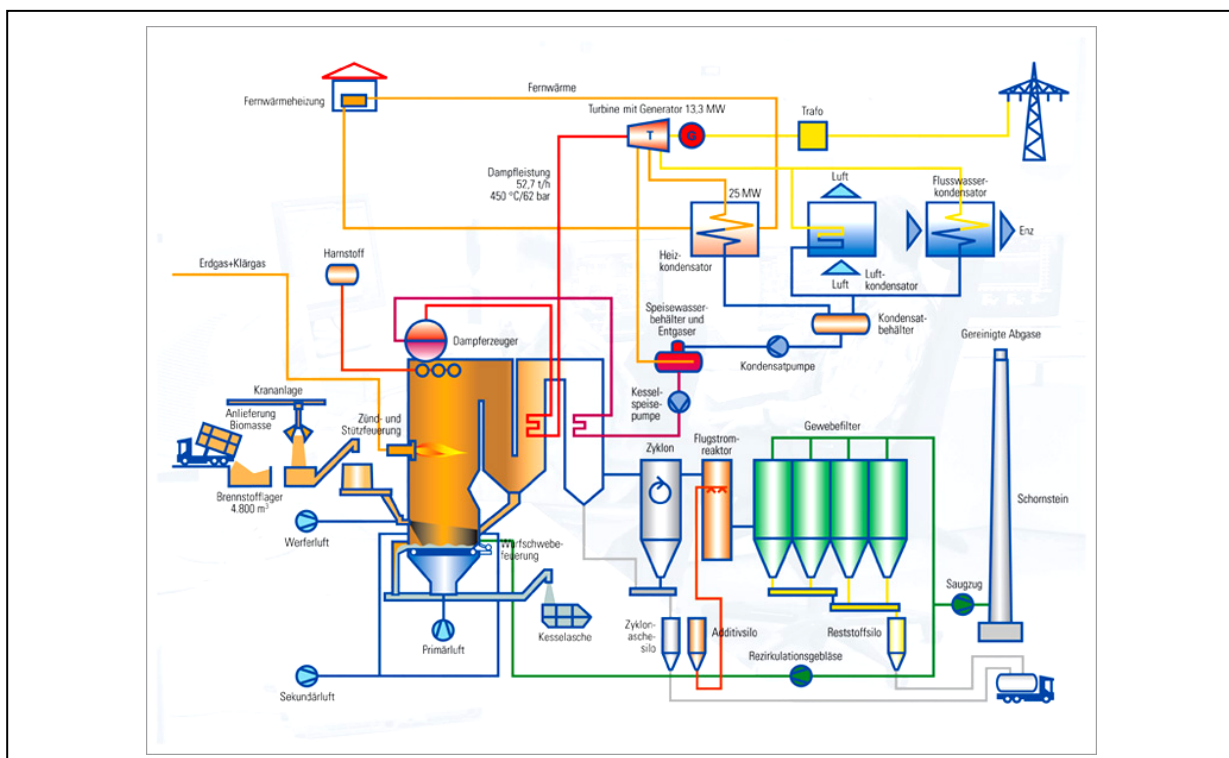 Fernwärme
Fernwärmeheizung
Turbine mit Generator 13,3 MW
T
G
Trafo
Dampfleistung
52,7 t/h
450 °C/62 bar
25 MW
Luft
Flusswasser-
kondensator
Enz
Heiz-
kondensator
Luft
Luft-
kondensator
Erdgas+Klärgas
Harnstoff
Dampferzeuger
Speisewasser-
behälter und
Entgaser
Kondensat-
behälter
Kondensatpumpe
Gereinigte Abgase
Krananlage
Anlieferung
Biomasse
Zünd- und
Stützfeuerung
Kessel-
speise-
pumpe
Brennstofflager
4.800 m³
Zyklon
Flugstrom-
reaktor
Gewebefilter
Schornstein
Werferluft
Wurfschwebe-
feuerung
Kesselasche
Primärluft
Sekundärluft
Zyklon-
asche-
silo
Additivsilo
Reststoffsilo
Saugzug
Rezirkulationsgebläse